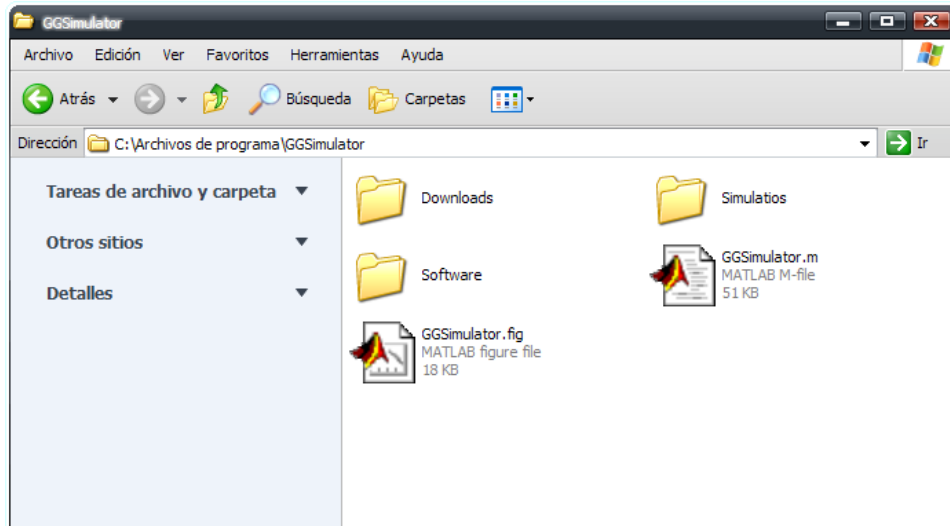 GGSimulator
Archivo Edición Ver Favoritos Herramientas Ayuda
Atrás Búsqueda Carpetas
Dirección C:\Archivos de programa\GGSimulator Ir
Tareas de archivo y carpeta
Otros sitios
Detalles
Downloads
Simulatios
Software
GGSimulator.m
MATLAB M-file
51 KB
GGSimulator.fig
MATLAB figure file
18 KB